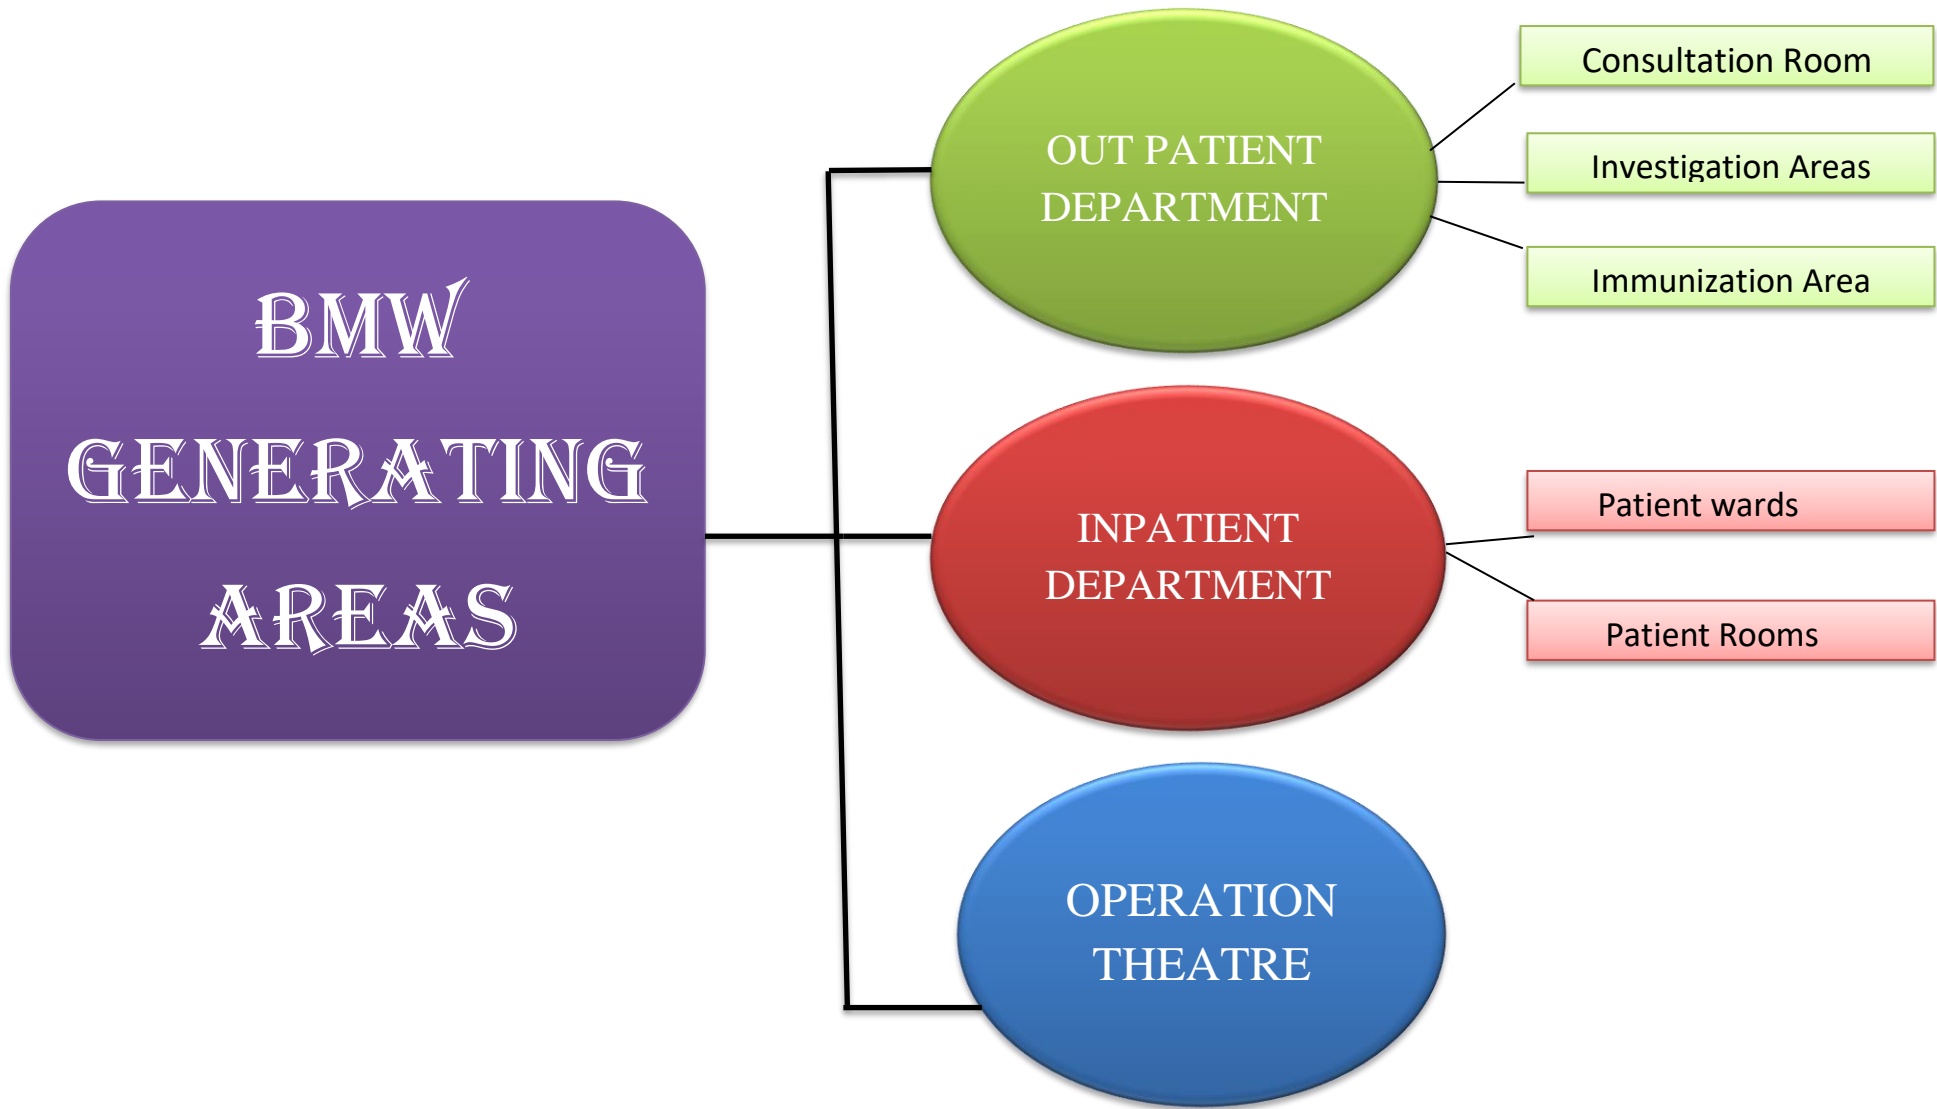 BMW
GENERATING
AREAS
OUT PATIENT
DEPARTMENT
Consultation Room
Investigation Areas
Immunization Area
INPATIENT
DEPARTMENT
Patient wards
Patient Rooms
OPERATION
THEATRE